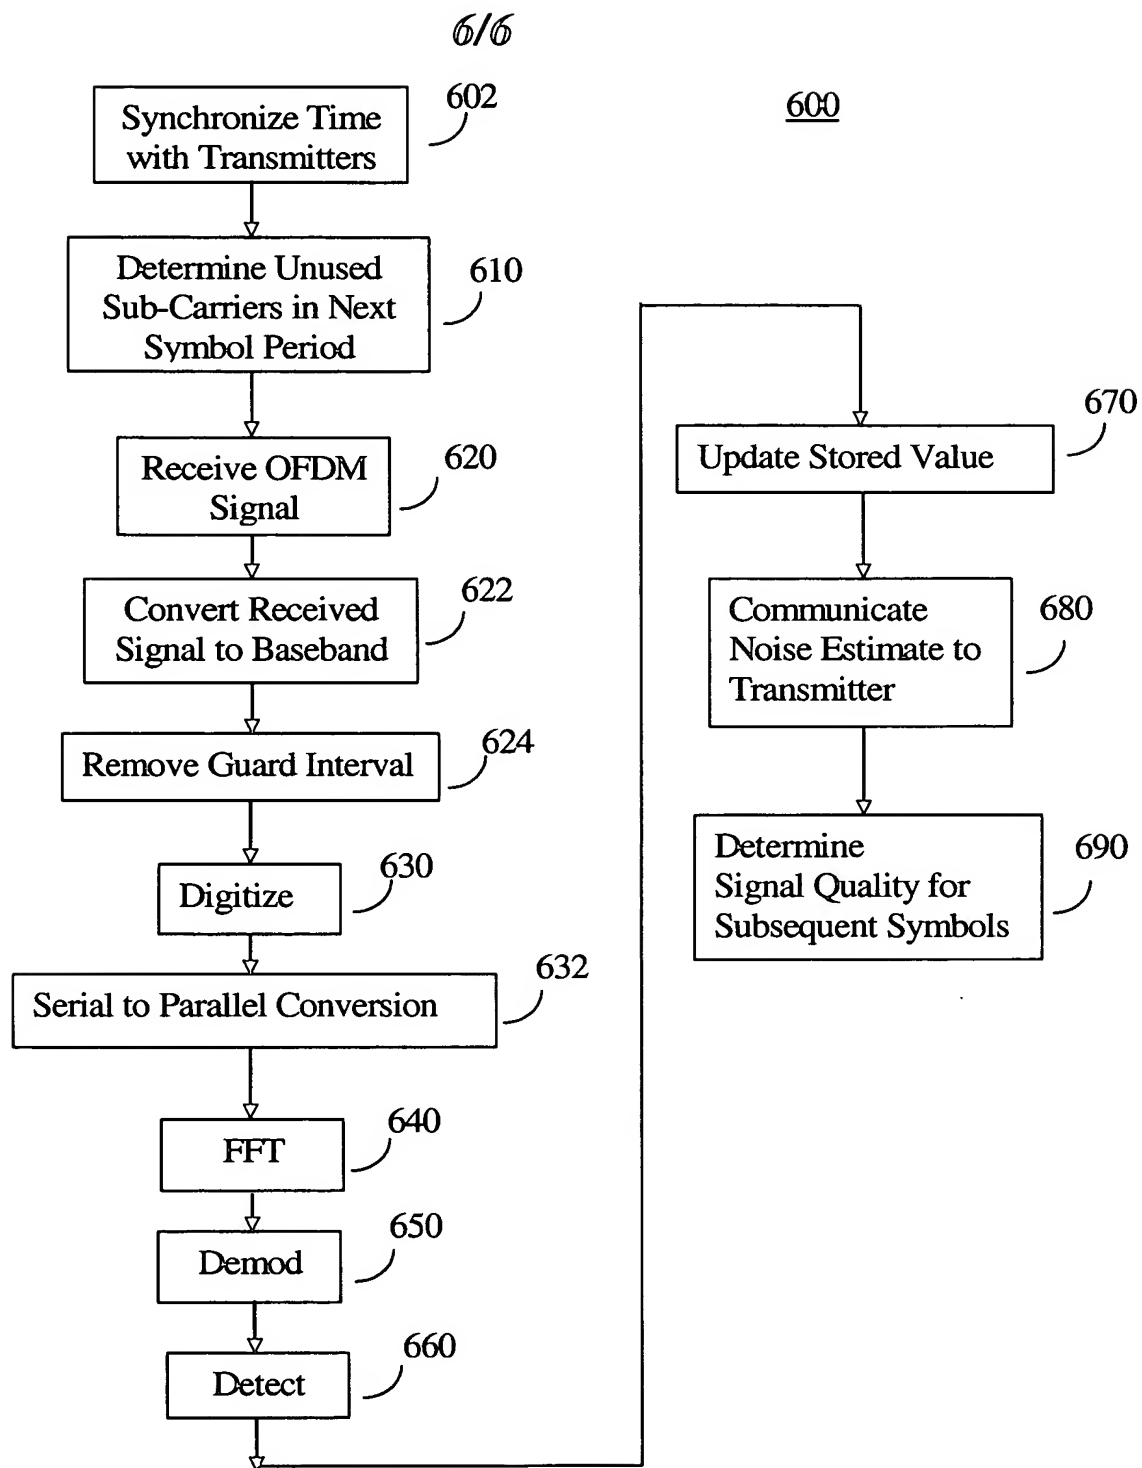 6/6
600
Synchronize Time
with Transmitters
602
Determine Unused
Sub-Carriers in Next
Symbol Period
610
Receive OFDM
Signal
620
Convert Received
Signal to Baseband
622
Remove Guard Interval
624
Digitize
630
Serial to Parallel Conversion
632
FFT
640
Demod
650
Detect
660
Update Stored Value
670
Communicate
Noise Estimate to
Transmitter
680
Determine
Signal Quality for
Subsequent Symbols
690